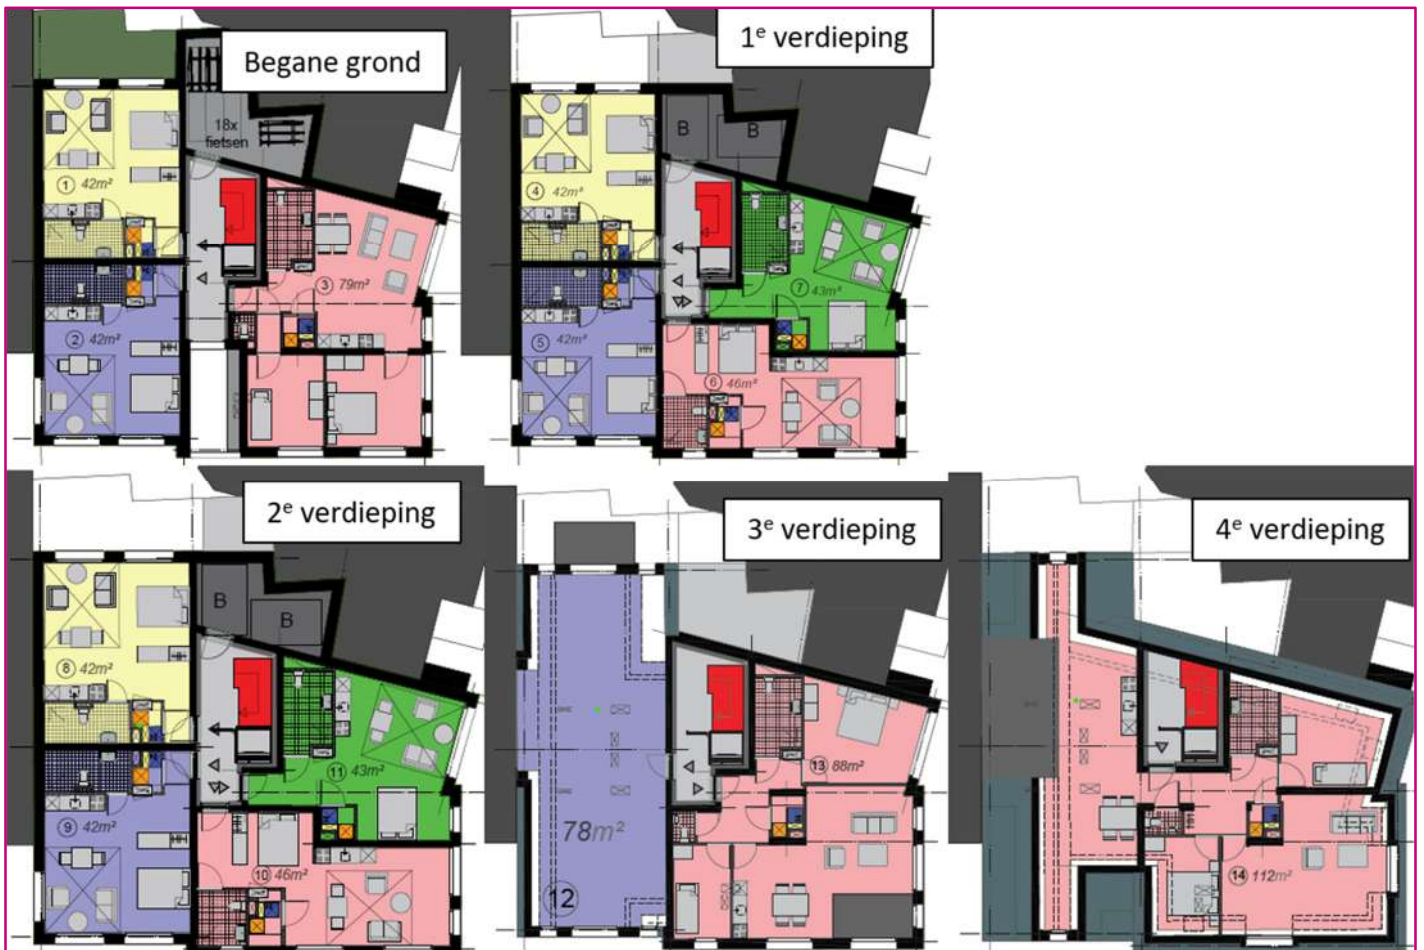 Begane grond
18x
fietsen
1 42m²
2 42m²
3 79m²
1e verdieping
B
B
4 42m²
5 42m²
7 43m²
6 46m²
2e verdieping
B
B
8 42m²
9 42m²
11 43m²
10 46m²
3e verdieping
13 88m²
78m²
12
4e verdieping
14 112m²